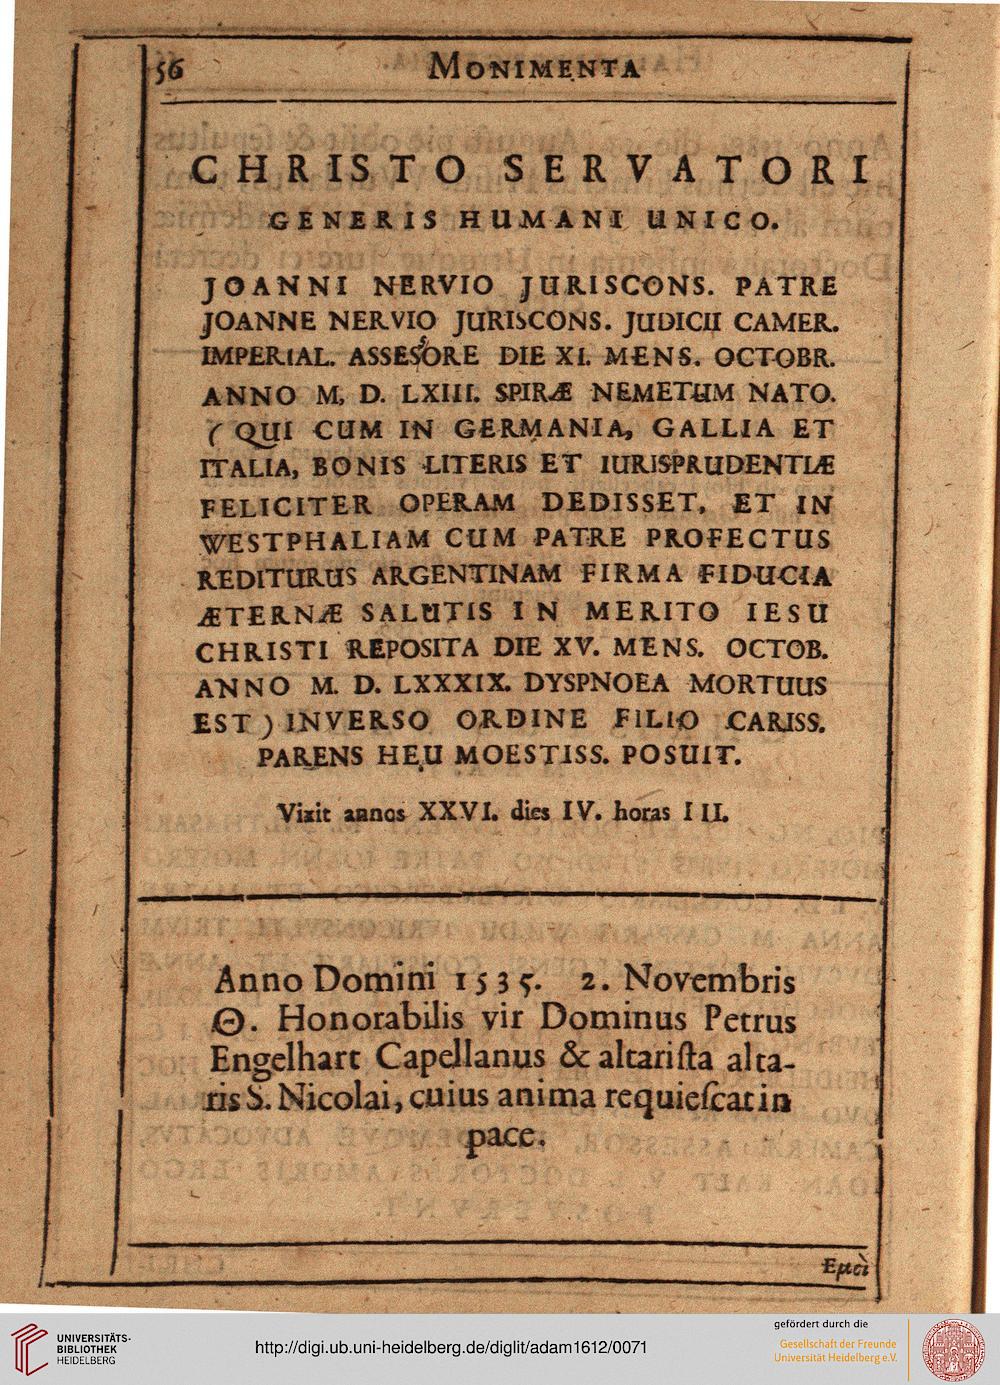 56 MONIMENTA
CHRISTO SERVATORI
GENERIS HUMANI UNICO.
JOANNI NERVIO JURISCONS. PATRE
JOANNE NERVIO JURISCONS. JUDICII CAMER.
IMPERIAL. ASSESORE DIE XI. MENS. OCTOBR.
ANNO M, D. LXIII. SPIRÆ NEMETUM NATO.
( QUI CUM IN GERMANIA, GALLIA ET
ITALIA, BONIS LITERIS ET IURISPRUDENTIÆ
FELICITER OPERAM DEDISSET, ET IN
WESTPHALIAM CUM PATRE PROFECTUS
REDITURUS ARGENTINAM FIRMA FIDUCIA
ÆTERNÆ SALUTIS IN MERITO IESU
CHRISTI REPOSITA DIE XV. MENS. OCTOB.
ANNO M. D. LXXXIX. DYSPNOEA MORTUUS
EST ) INVERSO ORDINE FILIO CARISS.
PARENS HEU MOESTISS. POSUIT.
Vixit annos XXVI. dies IV. horas III.
Anno Domini 1535. 2. Novembris
Θ. Honorabilis vir Dominus Petrus
Engelhart Capellanus & altariſta alta-
ris S. Nicolai, cuius anima requieſcat in
pace.
Εμοὶ
UNIVERSITÄTS-
BIBLIOTHEK
HEIDELBERG
http://digi.ub.uni-heidelberg.de/diglit/adam1612/0071
gefördert durch die
Gesellschaft der Freunde
Universität Heidelberg e.V.